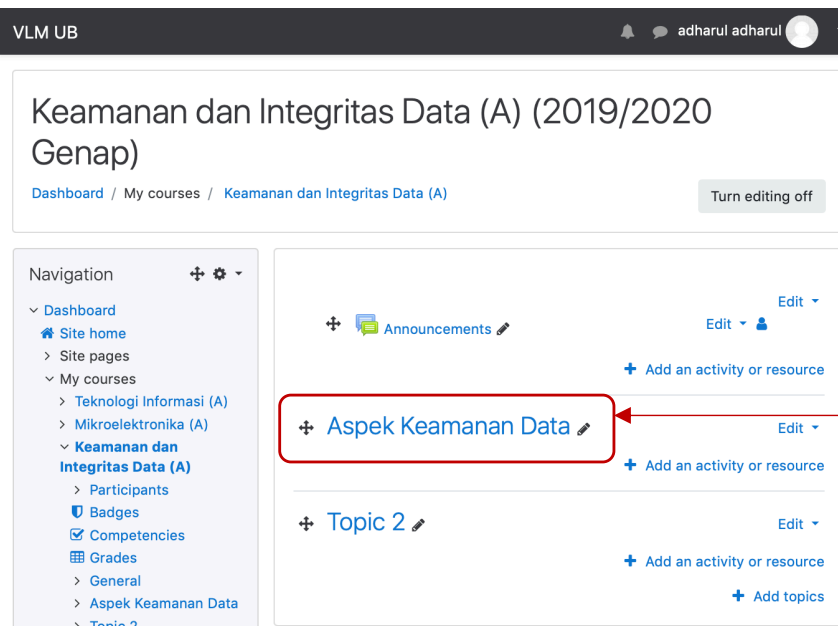 VLM UB
adharul adharul
Keamanan dan Integritas Data (A) (2019/2020
Genap)
Dashboard / My courses / Keamanan dan Integritas Data (A)
Turn editing off
Navigation
Dashboard
Site home
Site pages
My courses
Teknologi Informasi (A)
Mikroelektronika (A)
Keamanan dan
Integritas Data (A)
Participants
Badges
Competencies
Grades
General
Aspek Keamanan Data
Topic 2
Edit
Announcements
Edit
Add an activity or resource
Aspek Keamanan Data
Edit
Add an activity or resource
Topic 2
Edit
Add an activity or resource
Add topics